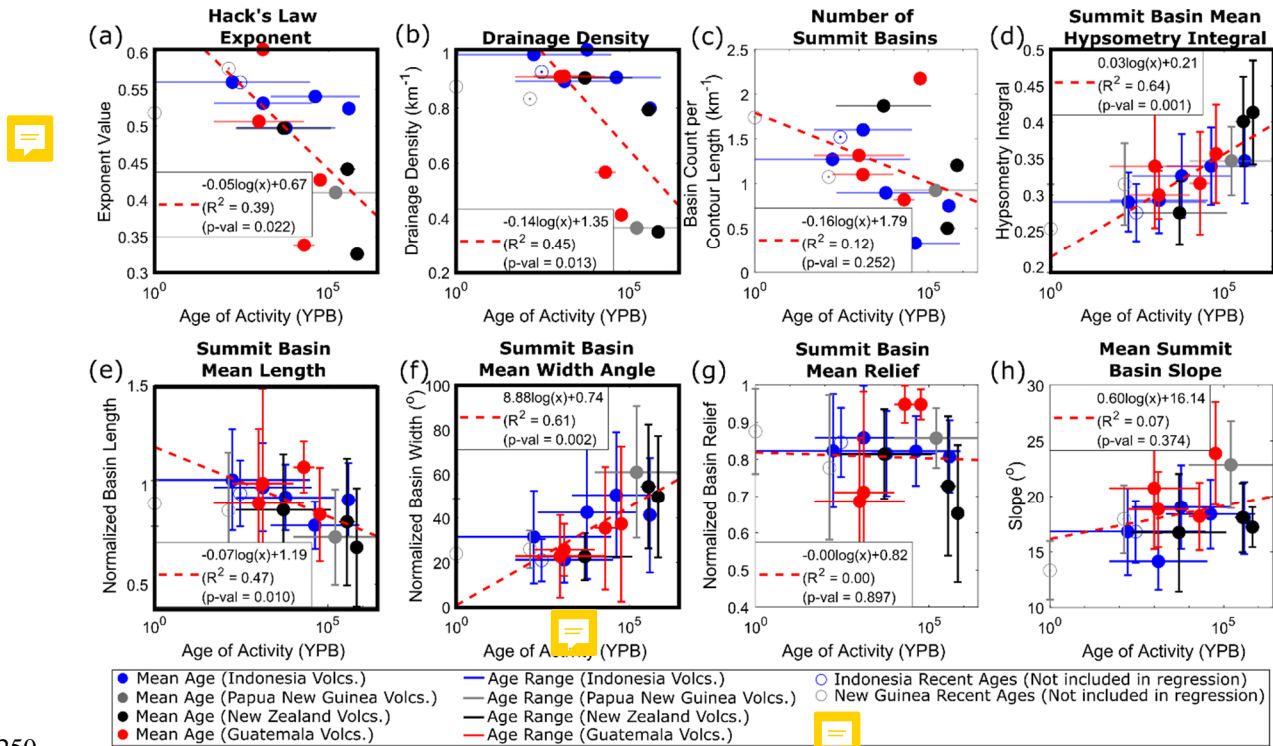 Hack's Law
Exponent
(a)
0.6
0.55
0.5
0.45
0.4
0.35
0.3
Exponent Value
-0.05log(x)+0.67
(R² = 0.39)
(p-val = 0.022)
10⁰
10⁵
Age of Activity (YPB)
Drainage Density
(b)
1
0.8
0.6
0.4
0.2
Drainage Density (km⁻¹)
-0.14log(x)+1.35
(R² = 0.45)
(p-val = 0.013)
10⁰
10⁵
Age of Activity (YPB)
Number of
Summit Basins
(c)
2.5
2
1.5
1
0.5
0
Basin Count per
Contour Length (km⁻¹)
-0.16log(x)+1.79
(R² = 0.12)
(p-val = 0.252)
10⁰
10⁵
Age of Activity (YPB)
Summit Basin Mean
Hypsometry Integral
(d)
0.5
0.4
0.35
0.3
0.2
0.2
Hypsometry Integral
0.03log(x)+0.21
(R² = 0.64)
(p-val = 0.001)
10⁰
10⁵
Age of Activity (YPB)
Summit Basin
Mean Length
(e)
1.5
1
0.5
Normalized Basin Length
-0.07log(x)+1.19
(R² = 0.47)
(p-val = 0.010)
10⁰
10⁵
Age of Activity (YPB)
Summit Basin
Mean Width Angle
(f)
100
80
60
40
20
0
Normalized Basin Width (°)
8.88log(x)+0.74
(R² = 0.61)
(p-val = 0.002)
10⁰
10⁵
Age of Activity (YPB)
Summit Basin
Mean Relief
(g)
1
0.9
0.8
0.7
0.6
0.5
0.4
Normalized Basin Relief
-0.00log(x)+0.82
(R² = 0.00)
(p-val = 0.897)
10⁰
10⁵
Age of Activity (YPB)
Mean Summit
Basin Slope
(h)
30
25
20
15
10
Slope (°)
0.60log(x)+16.14
(R² = 0.07)
(p-val = 0.374)
10⁰
10⁵
Age of Activity (YPB)
Mean Age (Indonesia Volcs.)
Mean Age (Papua New Guinea Volcs.)
Mean Age (New Zealand Volcs.)
Mean Age (Guatemala Volcs.)
Age Range (Indonesia Volcs.)
Age Range (Papua New Guinea Volcs.)
Age Range (New Zealand Volcs.)
Age Range (Guatemala Volcs.)
Indonesia Recent Ages (Not included in regression)
New Guinea Recent Ages (Not included in regression)